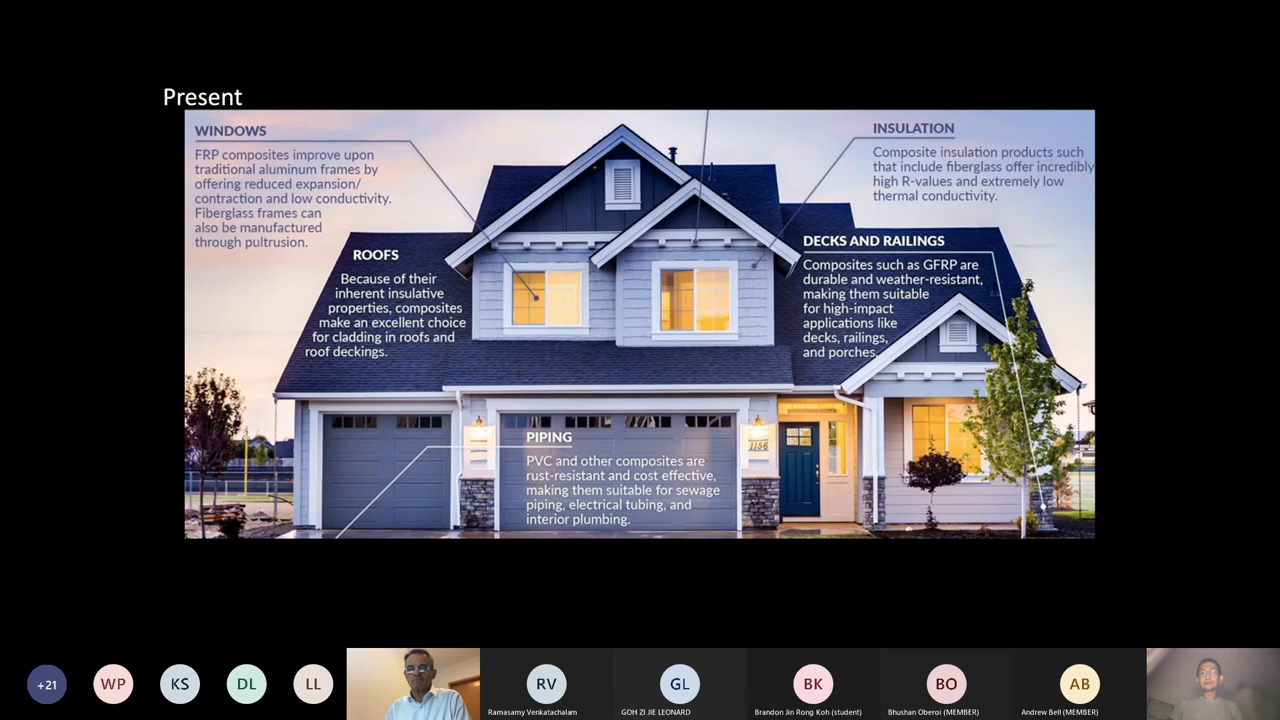 Present
WINDOWS
FRP composites improve upon
traditional aluminum frames by
offering reduced expansion/
contraction and low conductivity.
Fiberglass frames can
also be manufactured
through pultrusion.
INSULATION
Composite insulation products such
that include fiberglass offer incredibly
high R-values and extremely low
thermal conductivity.
ROOFS
Because of their
inherent insulative
properties, composites
make an excellent choice
for cladding in roofs and
roof deckings.
DECKS AND RAILINGS
Composites such as GFRP are
durable and weather-resistant,
making them suitable
for high-impact
applications like
decks, railings,
and porches.
PIPING
PVC and other composites are
rust-resistant and cost effective,
making them suitable for sewage
piping, electrical tubing, and
interior plumbing.
1156
+21
WP
KS
DL
LL
RV
GL
BK
BO
AB
Ramasamy Venkatachalam
GOH ZI JIE LEONARD
Brandon Jin Rong Koh (student)
Bhushan Oberoi (MEMBER)
Andrew Bell (MEMBER)